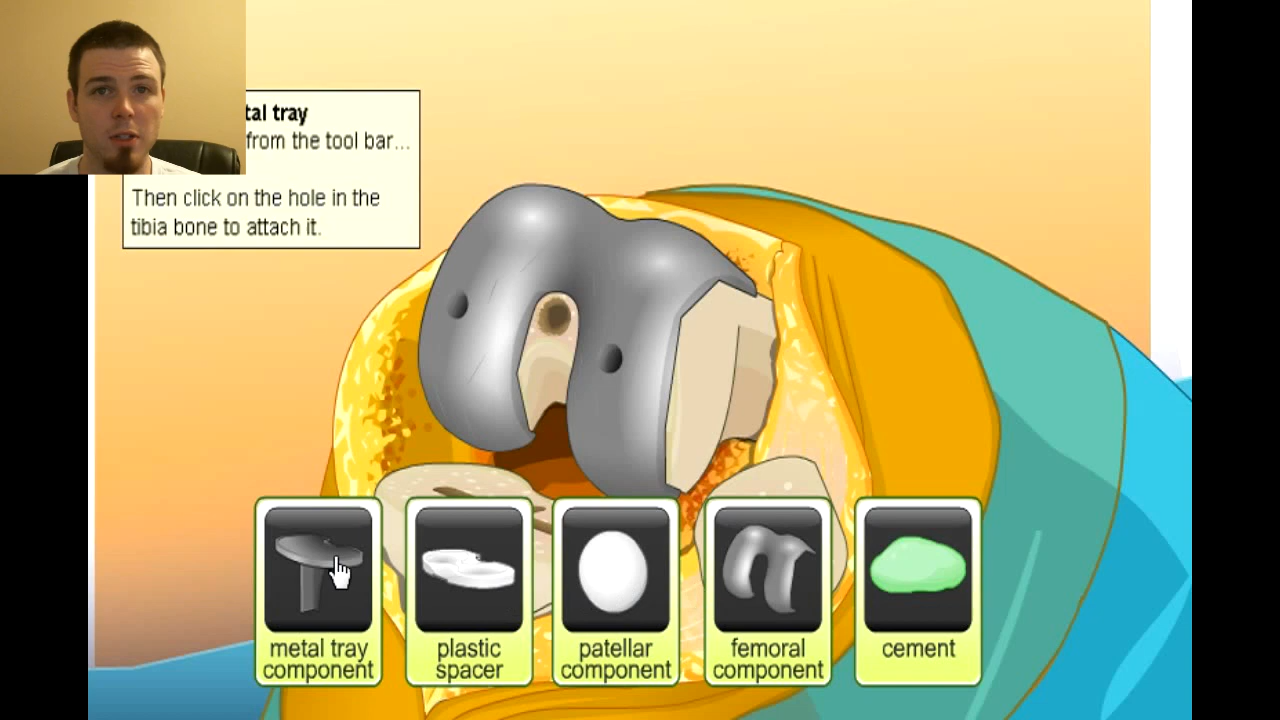 tal tray
from the tool bar...
Then click on the hole in the
tibia bone to attach it.
metal tray
component
plastic
spacer
patellar
component
femoral
component
cement